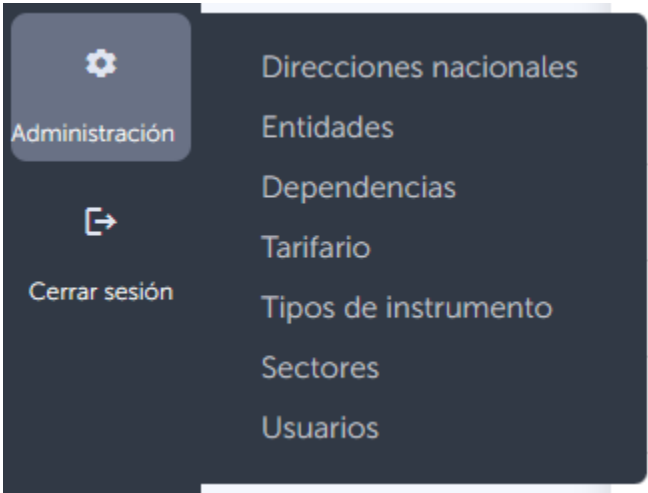 Administración
Cerrar sesión
Direcciones nacionales
Entidades
Dependencias
Tarifario
Tipos de instrumento
Sectores
Usuarios